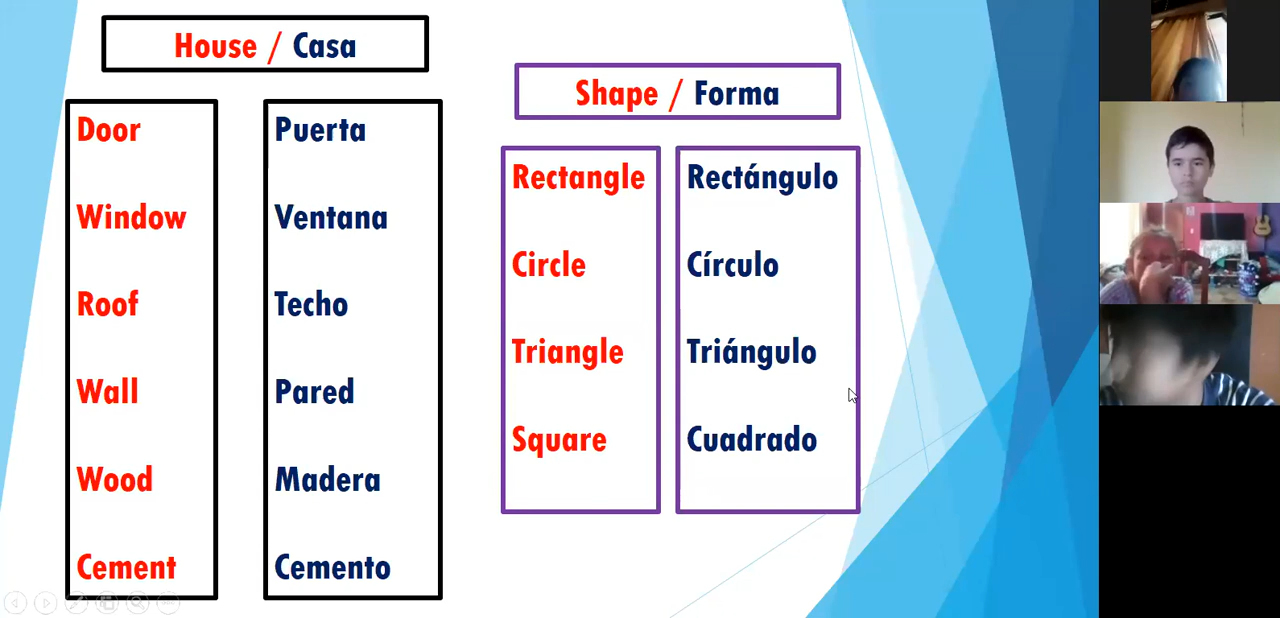 House / Casa
Door
Window
Roof
Wall
Wood
Cement
Puerta
Ventana
Techo
Pared
Madera
Cemento
Shape / Forma
Rectangle
Circle
Triangle
Square
Rectángulo
Círculo
Triángulo
Cuadrado